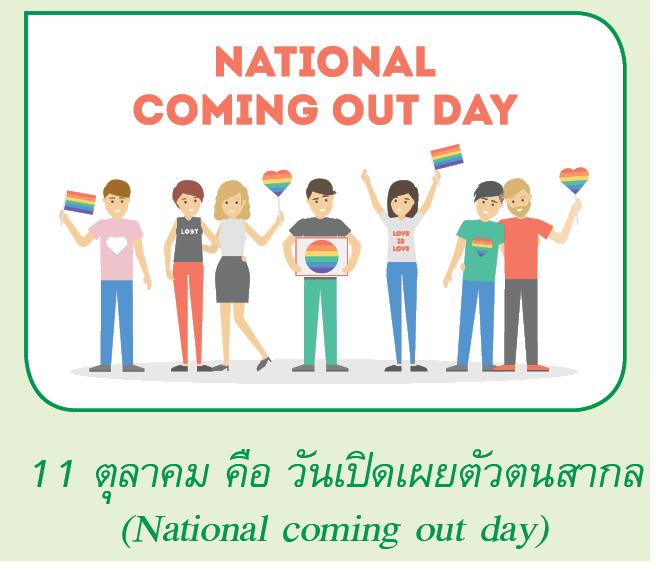 NATIONAL
COMING OUT DAY
LGBT
LOVE
IS
LOVE
11 ตุลาคม คือ วันเปิดเผยตัวตนสากล
(National coming out day)